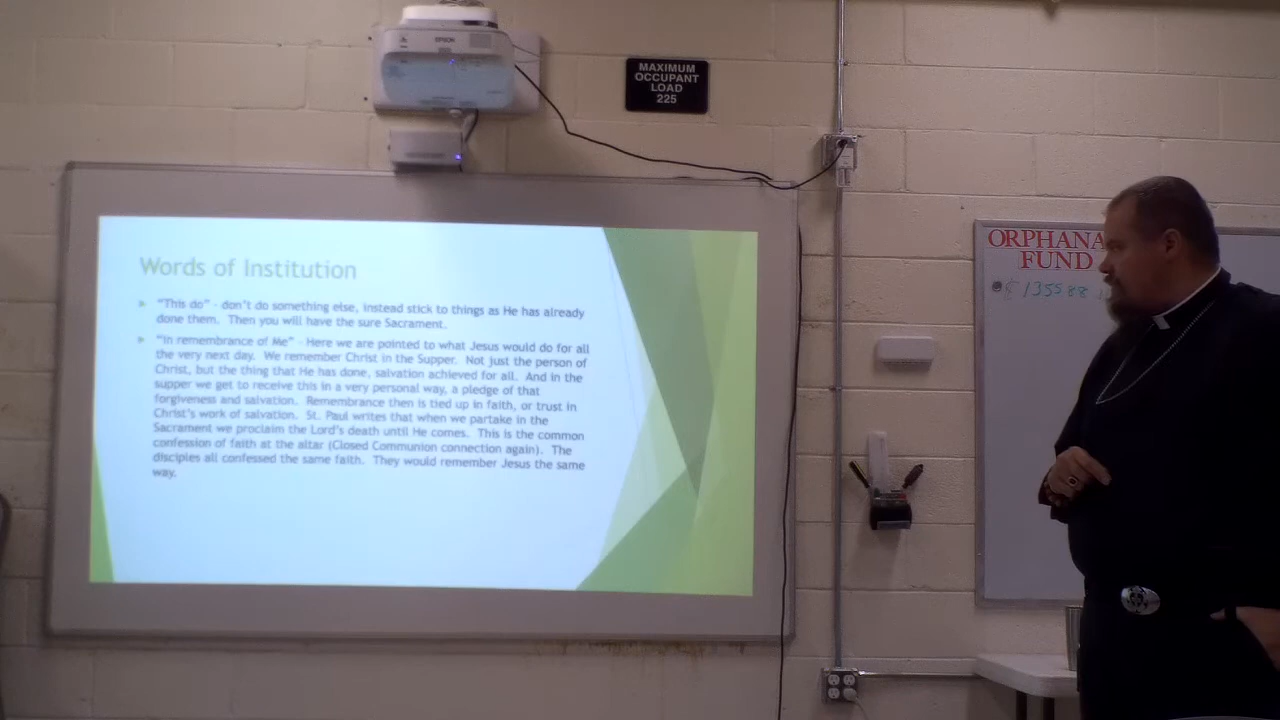 EPSON
MAXIMUM
OCCUPANT
LOAD
225
Words of Institution
"This do" - don't do something else, instead stick to things as He has already
done them. Then you will have the sure Sacrament.
"In remembrance of Me" - Here we are pointed to what Jesus would do for all
the very next day. We remember Christ in the Supper. Not just the person of
Christ, but the thing that He has done, salvation achieved for all. And in the
supper we get to receive this in a very personal way, a pledge of that
forgiveness and salvation. Remembrance then is tied up in faith, or trust in
Christ's work of salvation. St. Paul writes that when we partake in the
Sacrament we proclaim the Lord's death until He comes. This is the common
confession of faith at the altar (Closed Communion connection again). The
disciples all confessed the same faith. They would remember Jesus the same
way.
ORPHANA
FUND
135588